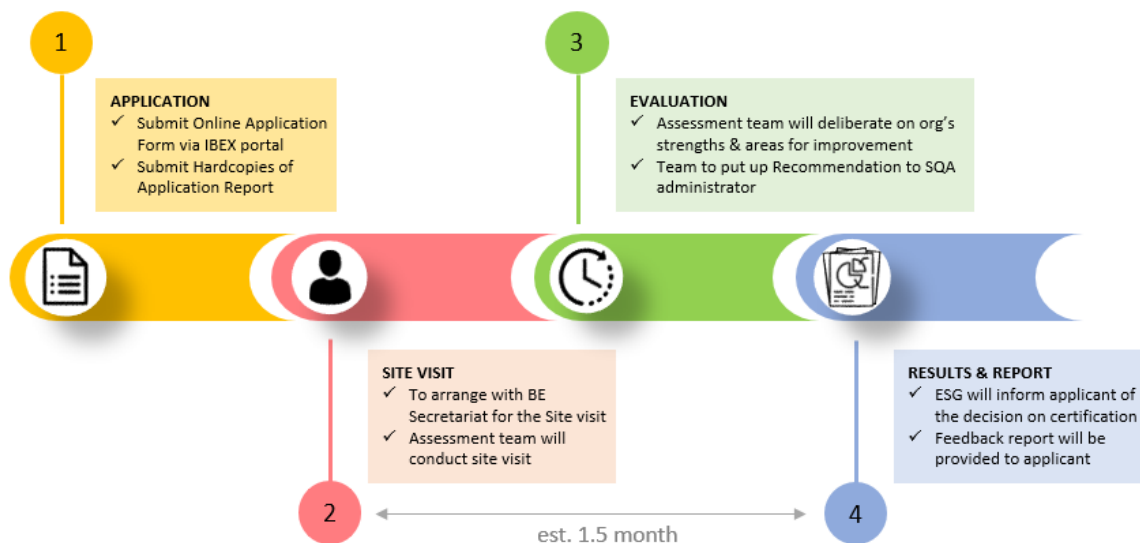 1
APPLICATION
✓ Submit Online Application
Form via IBEX portal
✓ Submit Hardcopies of
Application Report
2
SITE VISIT
✓ To arrange with BE
Secretariat for the Site visit
✓ Assessment team will
conduct site visit
3
EVALUATION
✓ Assessment team will deliberate on org’s
strengths & areas for improvement
✓ Team to put up Recommendation to SQA
administrator
4
RESULTS & REPORT
✓ ESG will inform applicant of
the decision on certification
✓ Feedback report will be
provided to applicant
est. 1.5 month